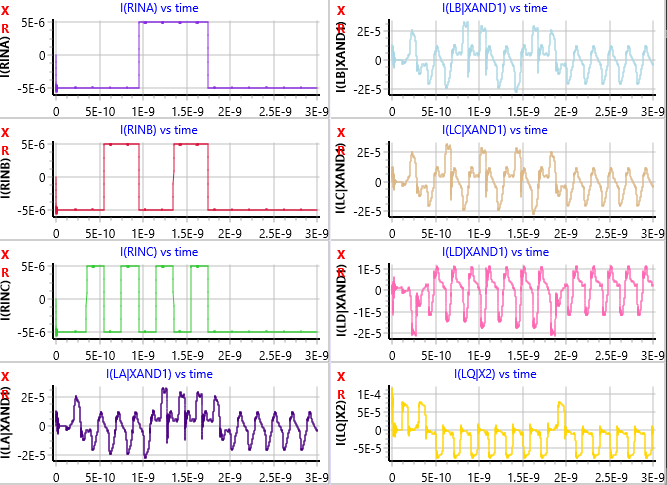 X
R
I(RINA) vs time
I(RINA)
5E-6
0
-5E-6
0 5E-10 1E-9 1.5E-9 2E-9 2.5E-9 3E-9
X
R
I(LB|XAND1) vs time
I(LB|XAND1)
2E-5
0
-2E-5
0 5E-10 1E-9 1.5E-9 2E-9 2.5E-9 3E-9
X
R
I(RINB) vs time
I(RINB)
5E-6
0
-5E-6
0 5E-10 1E-9 1.5E-9 2E-9 2.5E-9 3E-9
X
R
I(LC|XAND1) vs time
I(LC|XAND1)
2E-5
0
-2E-5
0 5E-10 1E-9 1.5E-9 2E-9 2.5E-9 3E-9
X
R
I(RINC) vs time
I(RINC)
5E-6
0
-5E-6
0 5E-10 1E-9 1.5E-9 2E-9 2.5E-9 3E-9
X
R
I(LD|XAND1) vs time
I(LD|XAND1)
1E-5
0
-1E-5
-2E-5
0 5E-10 1E-9 1.5E-9 2E-9 2.5E-9 3E-9
X
R
I(LA|XAND1) vs time
I(LA|XAND1)
2E-5
0
-2E-5
0 5E-10 1E-9 1.5E-9 2E-9 2.5E-9 3E-9
X
R
I(LQ|X2) vs time
I(LQ|X2)
1E-4
5E-5
0
-5E-5
0 5E-10 1E-9 1.5E-9 2E-9 2.5E-9 3E-9